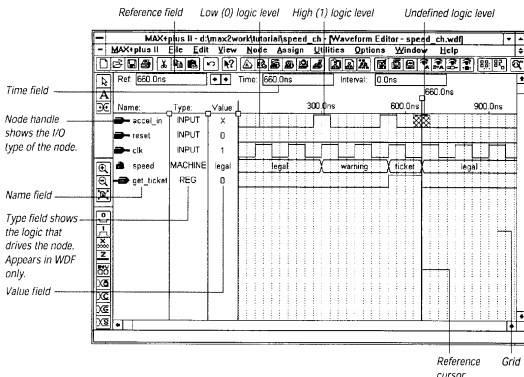 Reference field Low (0) logic level High (1) logic level Undefined logic level
MAX+plus II - d:\max2work\tutorial\speed_ch - [Waveform Editor - speed_ch.wdf]
MAX+plus II File Edit View Node Assign Utilities Options Window Help
Ref: 660.0ns Time: 660.0ns Interval: 0.0ns
Time field
660.0ns
Name: Type: Value 300.0ns 600.0ns 900.0ns
Node handle
shows the I/O
type of the node.
accel_in INPUT X
reset INPUT 0
clk INPUT 1
speed MACHINE legal legal warning ticket legal
get_ticket REG 0
Name field
Type field shows
the logic that
drives the node.
Appears in WDF
only.
Value field
Reference Grid
cursor